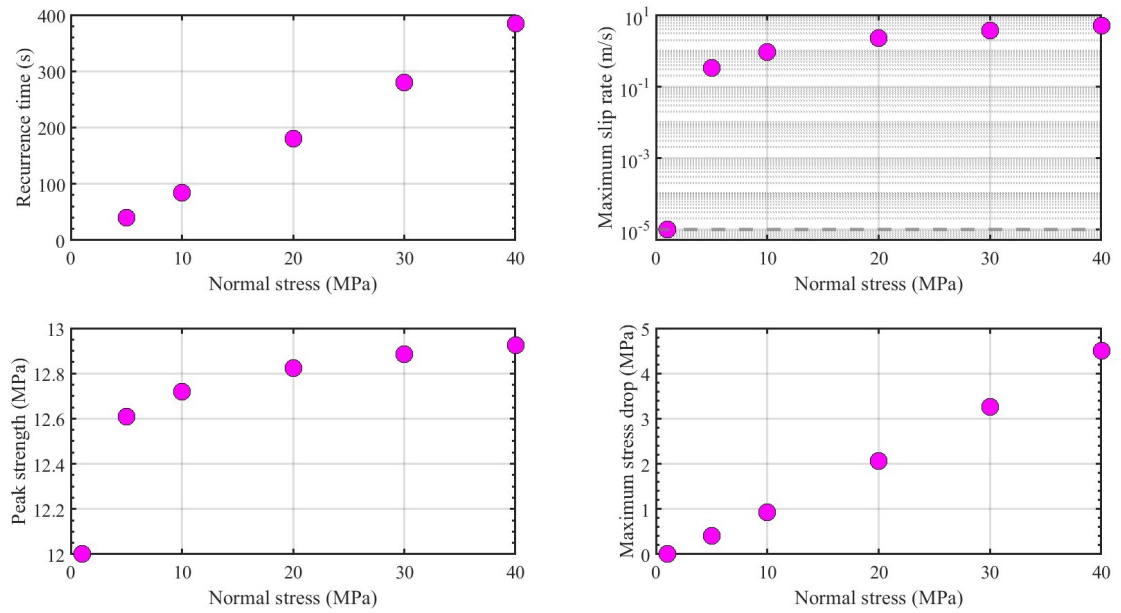 Recurrence time (s)
400
300
200
100
0
0 10 20 30 40
Normal stress (MPa)
Maximum slip rate (m/s)
10^1
10^-1
10^-3
10^-5
0 10 20 30 40
Normal stress (MPa)
Peak strength (MPa)
13
12.8
12.6
12.4
12.2
12
0 10 20 30 40
Normal stress (MPa)
Maximum stress drop (MPa)
5
4
3
2
1
0
0 10 20 30 40
Normal stress (MPa)